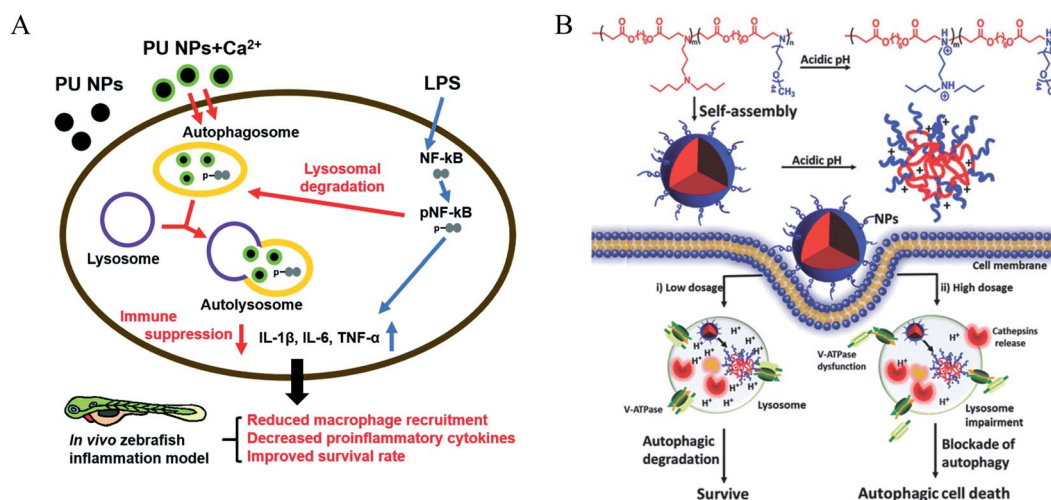 A
PU NPs+Ca²⁺
PU NPs
LPS
Autophagosome
NF-kB
Lysosomal
degradation
p
pNF-kB
p
Lysosome
p
Autolysosome
Immune
suppression
IL-1β, IL-6, TNF-α
In vivo zebrafish
inflammation model
Reduced macrophage recruitment
Decreased proinflammatory cytokines
Improved survival rate
B
Acidic pH
Self-assembly
Acidic pH
NPs
Cell membrane
i) Low dosage
ii) High dosage
V-ATPase
dysfunction
Cathepsins
release
H⁺
V-ATPase
Lysosome
Lysosome
impairment
Autophagic
degradation
Blockade of
autophagy
Survive
Autophagic cell death